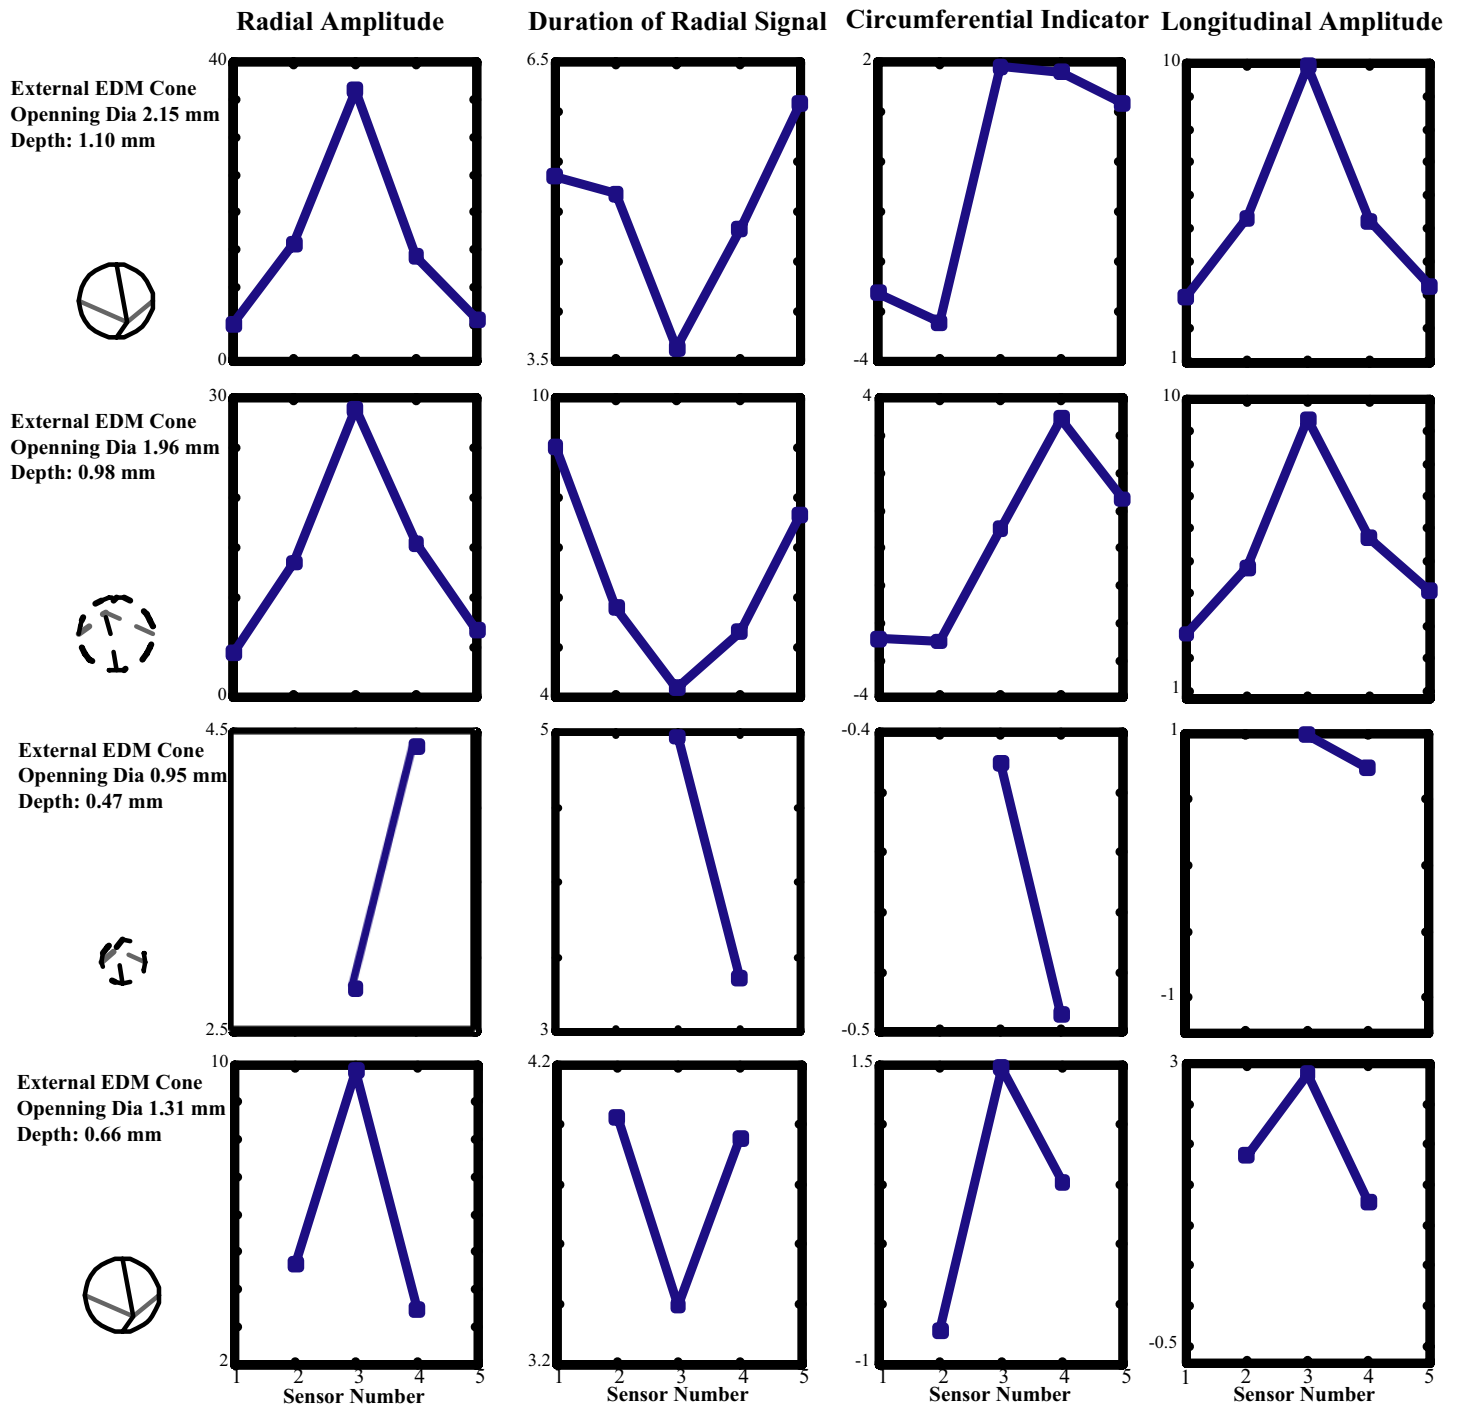 Radial Amplitude
Duration of Radial Signal
Circumferential Indicator
Longitudinal Amplitude
External EDM Cone
Openning Dia 2.15 mm
Depth: 1.10 mm
40
0
6.5
3.5
2
-4
10
1
External EDM Cone
Openning Dia 1.96 mm
Depth: 0.98 mm
30
0
10
4
4
-4
10
1
External EDM Cone
Openning Dia 0.95 mm
Depth: 0.47 mm
4.5
2.5
5
3
-0.4
-0.5
1
-1
External EDM Cone
Openning Dia 1.31 mm
Depth: 0.66 mm
10
2
4.2
3.2
1.5
-1
3
-0.5
1 2 3 4 5
Sensor Number
1 2 3 4 5
Sensor Number
1 2 3 4 5
Sensor Number
1 2 3 4 5
Sensor Number